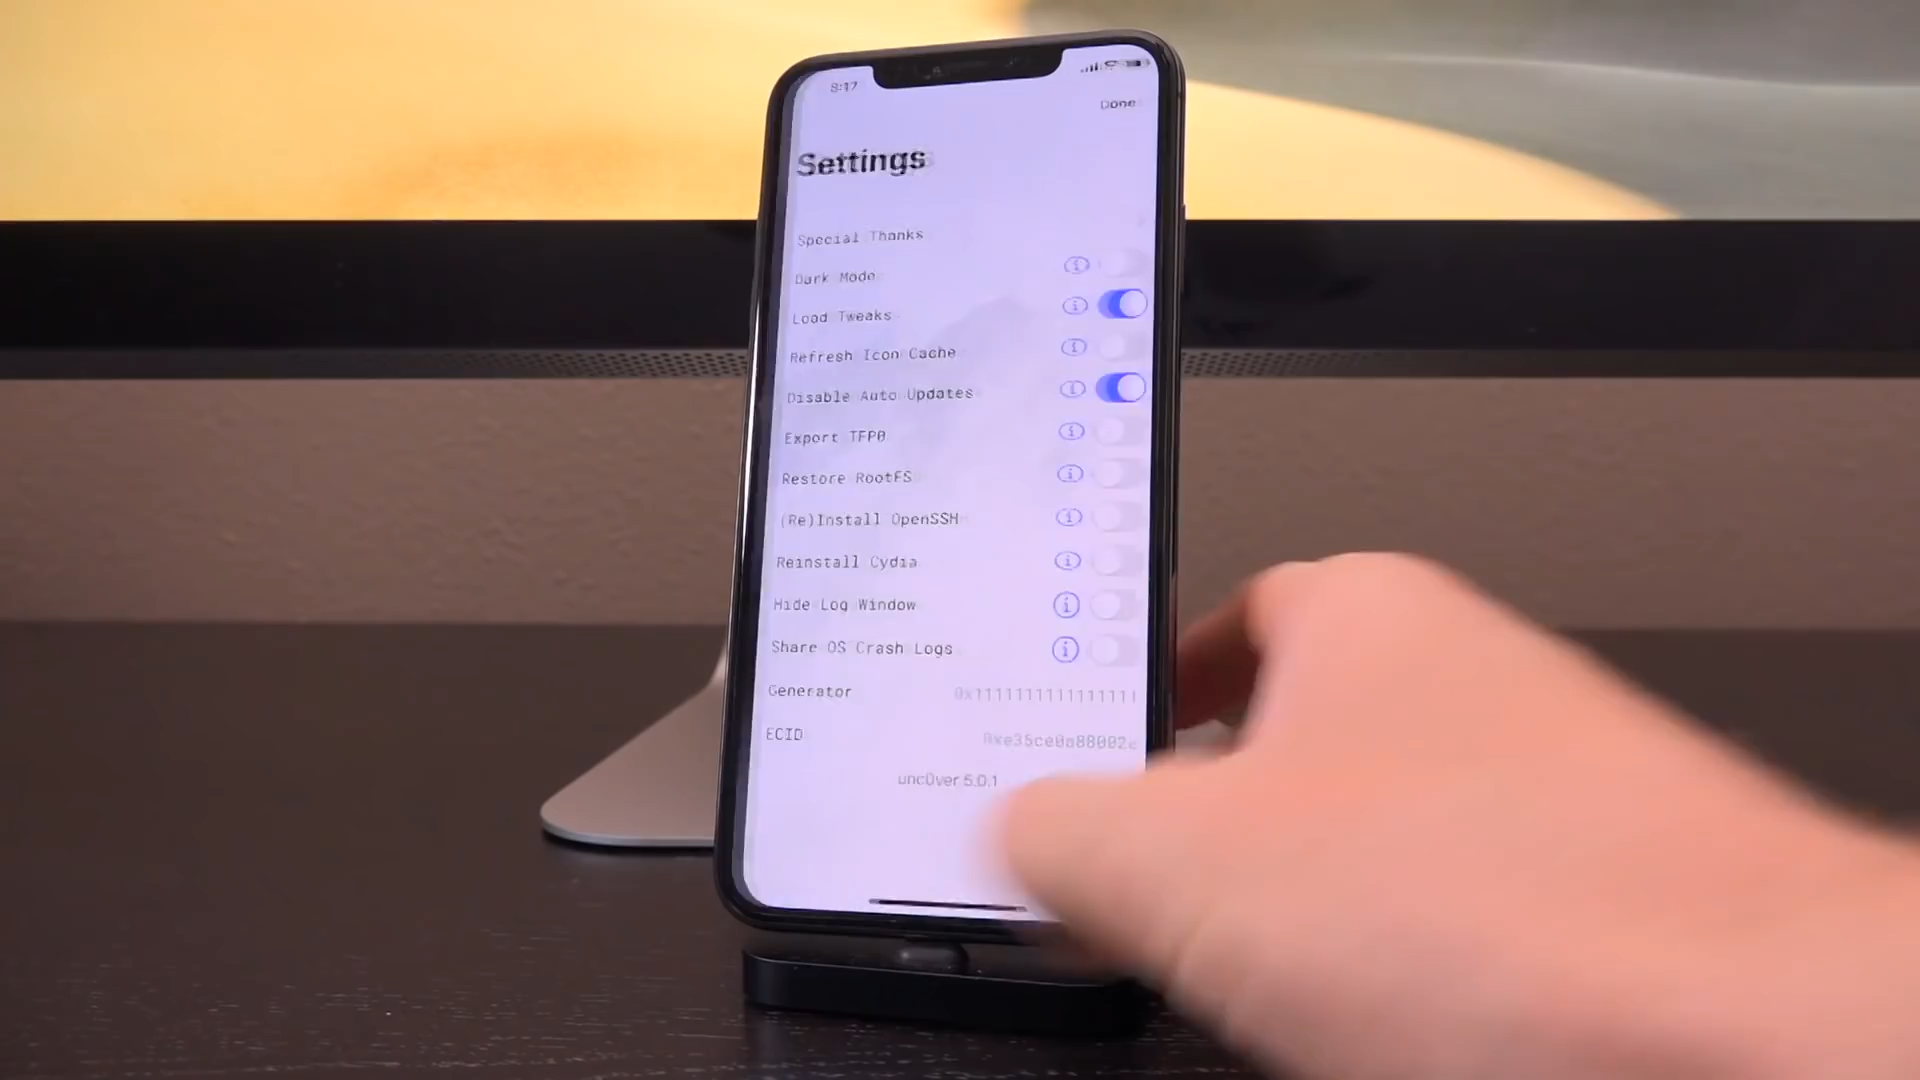 8:17
Done
Settings
Special Thanks
Dark Mode
Load Tweaks
Refresh Icon Cache
Disable Auto Updates
Export TFP0
Restore RootFS
(Re)Install OpenSSH
Reinstall Cydia
Hide Log Window
Share OS Crash Logs
Generator 0x1111111111111111
ECID 0xe35ce0a88002c
unc0ver 5.0.1